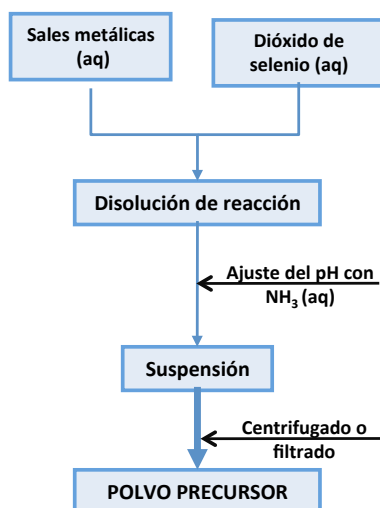 Sales metálicas
(aq)
Dióxido de
selenio (aq)
Disolución de reacción
Ajuste del pH con
NH₃ (aq)
Suspensión
Centrifugado o
filtrado
POLVO PRECURSOR